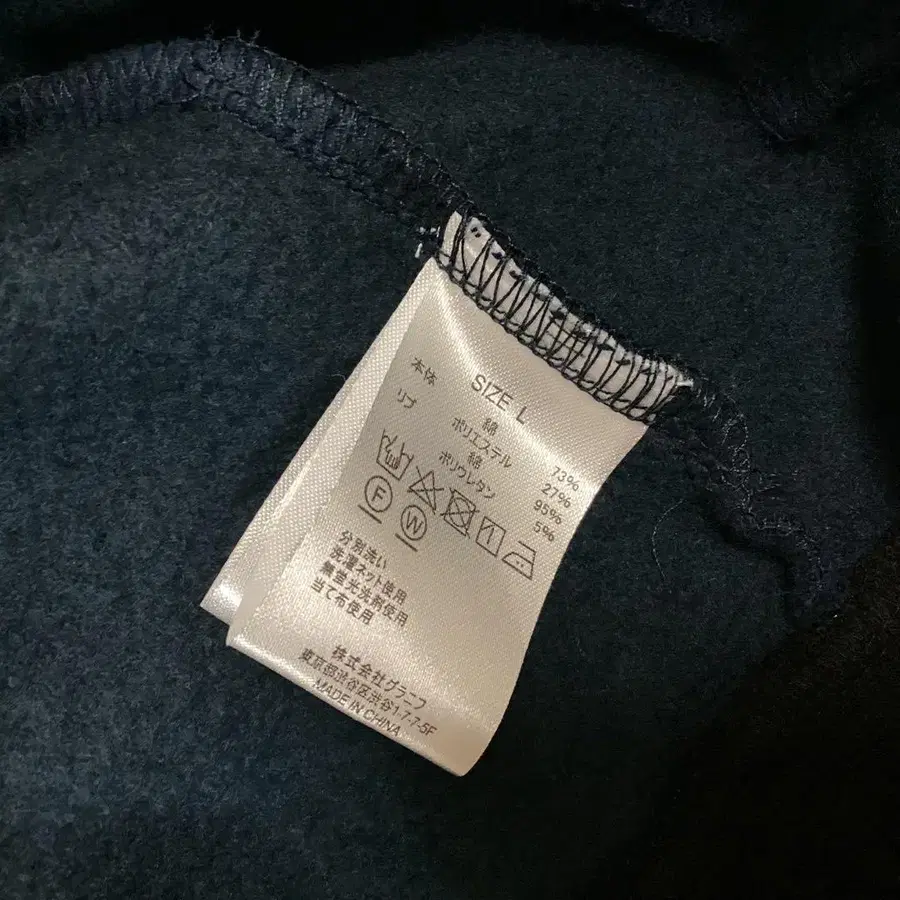 SIZE L
本体 綿 73%
ポリエステル 27%
リブ 綿 95%
ポリウレタン 5%
F
W
分別洗い
洗濯ネット使用
無蛍光洗剤使用
当て布使用
株式会社グラニフ
東京都渋谷区渋谷1-7-7-5F
MADE IN CHINA